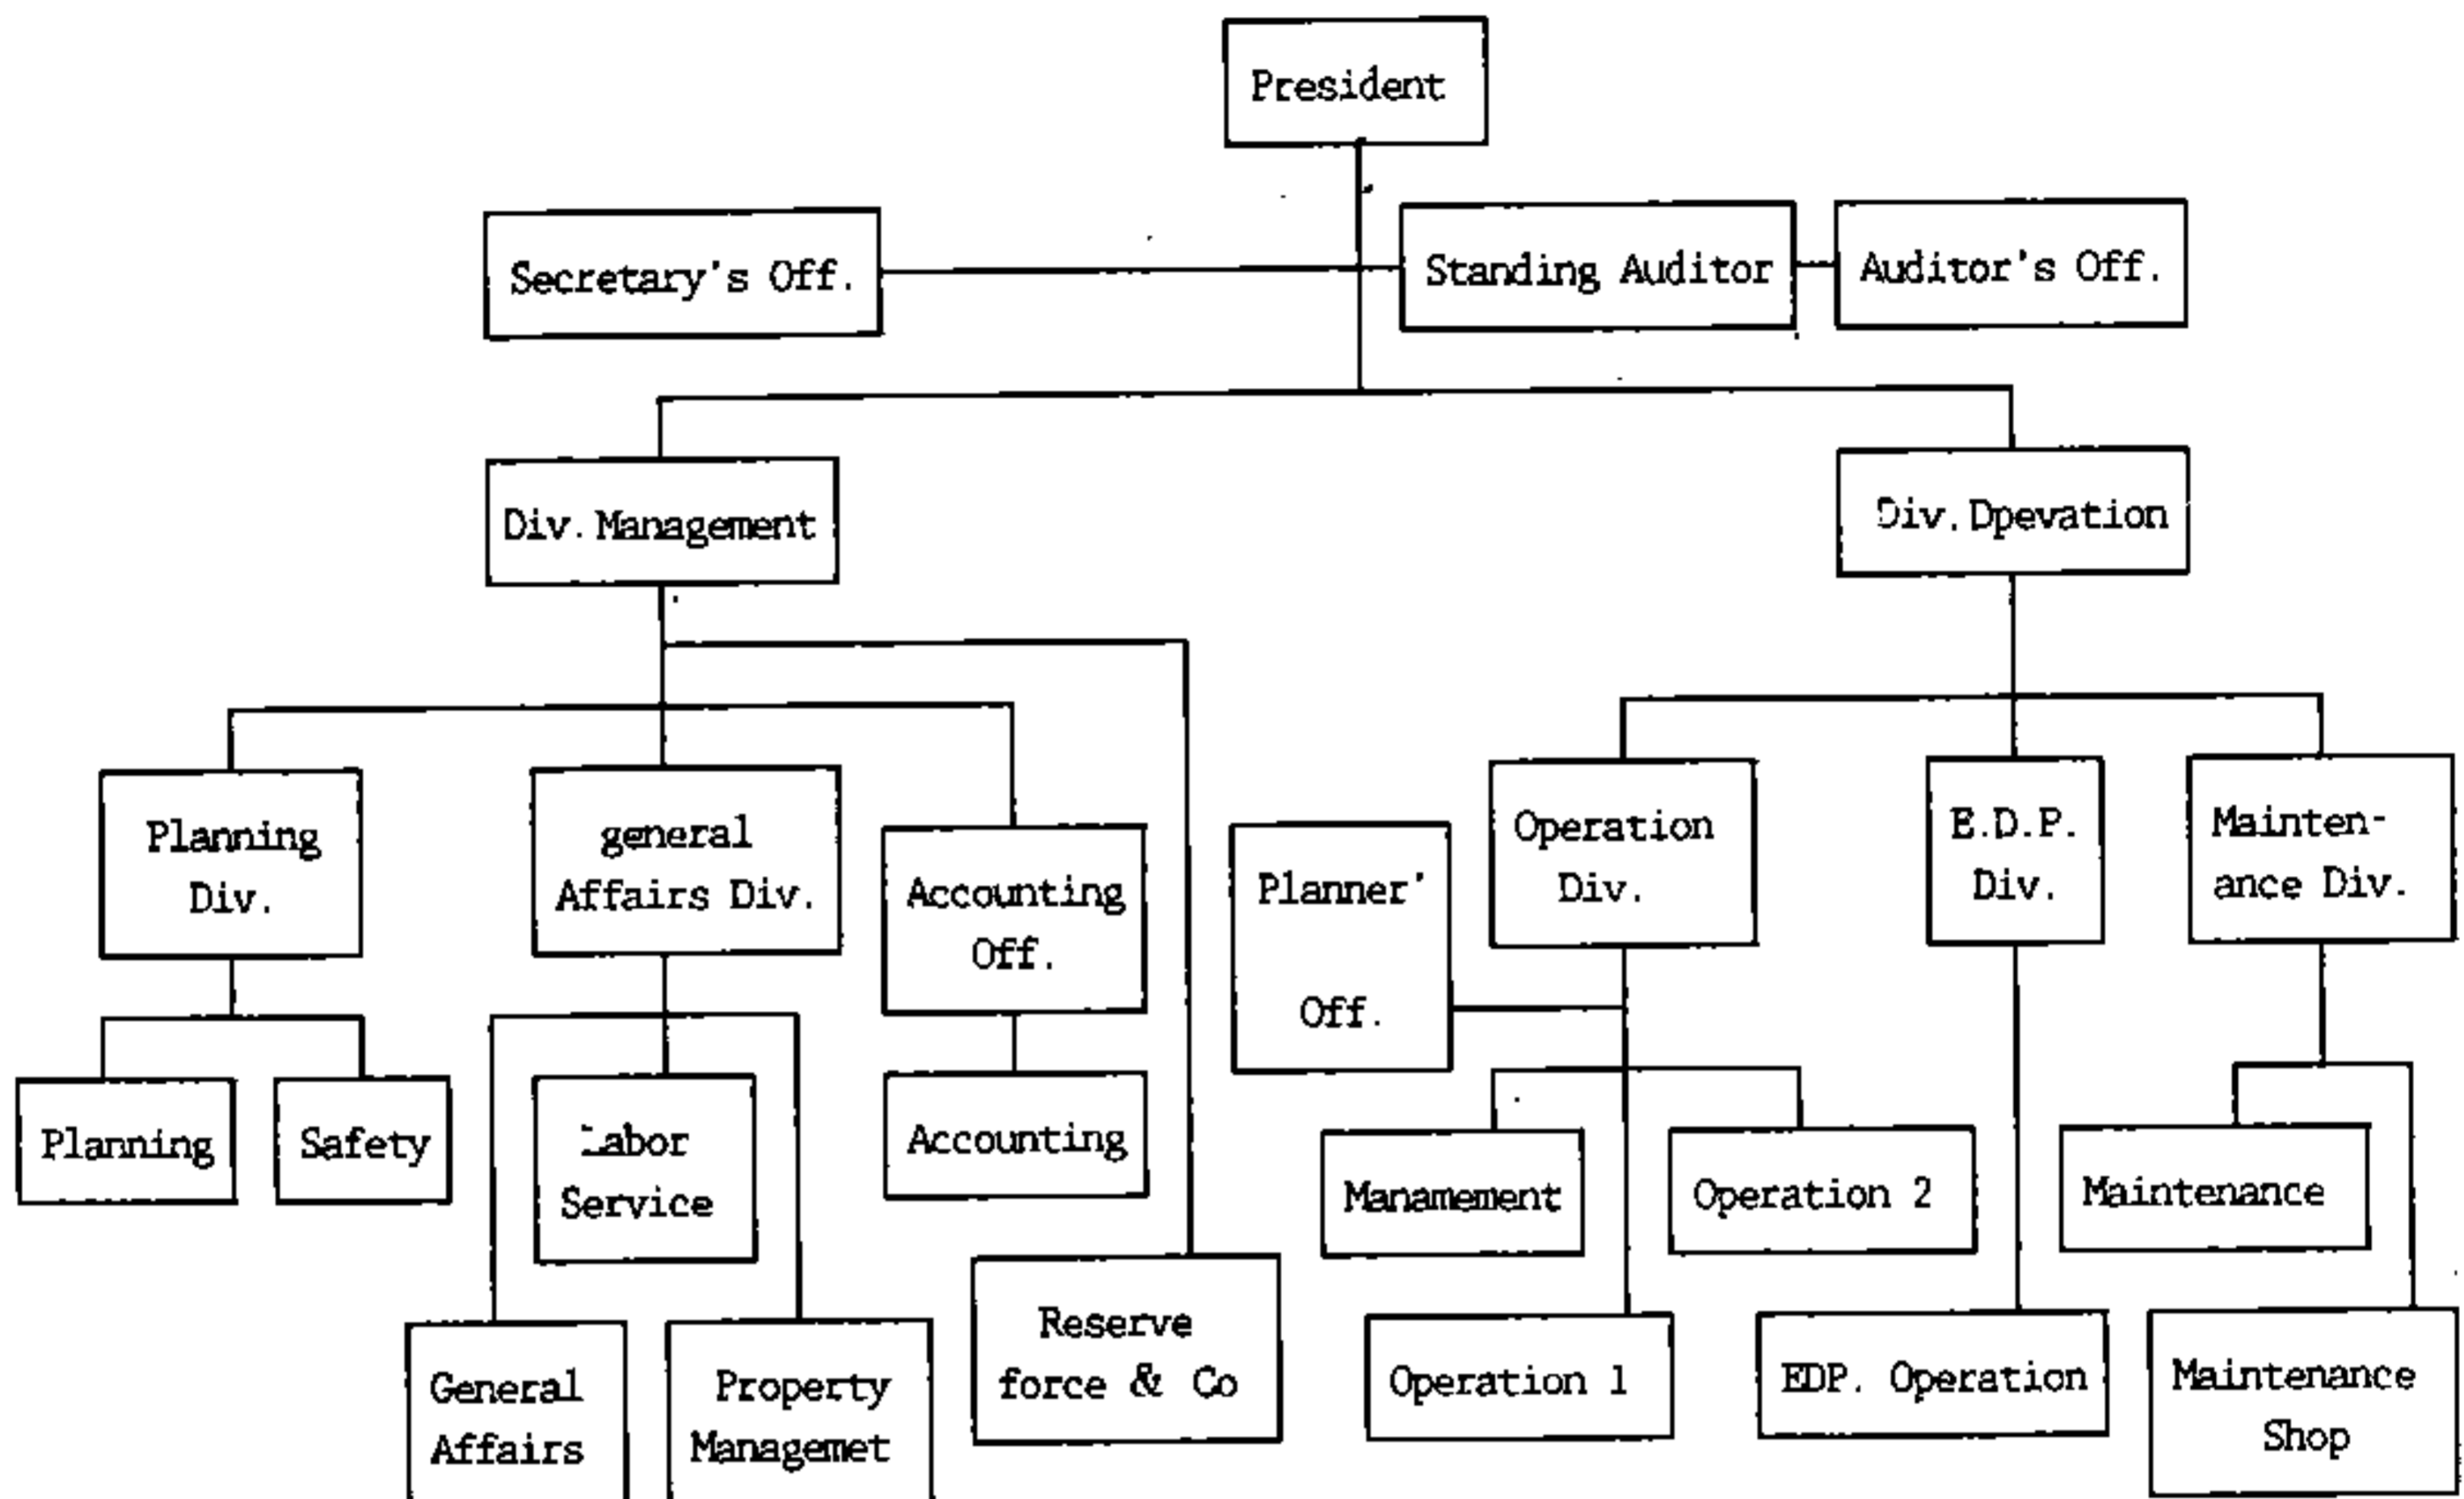 President
Secretary's Off.
Standing Auditor
Auditor's Off.
Div. Management
Div. Dpevation
Planning
Div.
general
Affairs Div.
Accounting
Off.
Planner'
Off.
Operation
Div.
E.D.P.
Div.
Mainten-
ance Div.
Planning
Safety
Labor
Service
Accounting
Manamement
Operation 2
Maintenance
General
Affairs
Property
Managemet
Reserve
force & Co
Operation 1
EDP. Operation
Maintenance
Shop